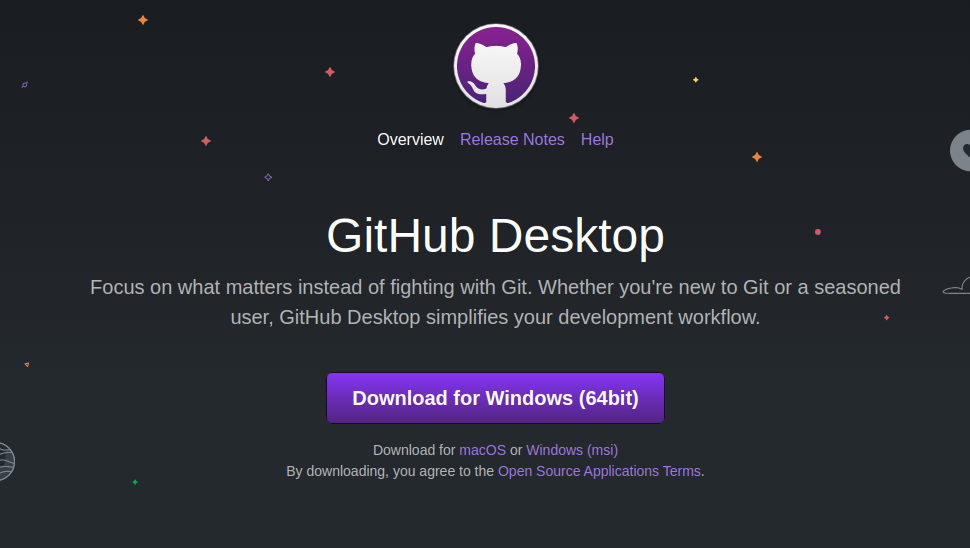 Overview Release Notes Help
GitHub Desktop
Focus on what matters instead of fighting with Git. Whether you're new to Git or a seasoned
user, GitHub Desktop simplifies your development workflow.
Download for Windows (64bit)
Download for macOS or Windows (msi)
By downloading, you agree to the Open Source Applications Terms.